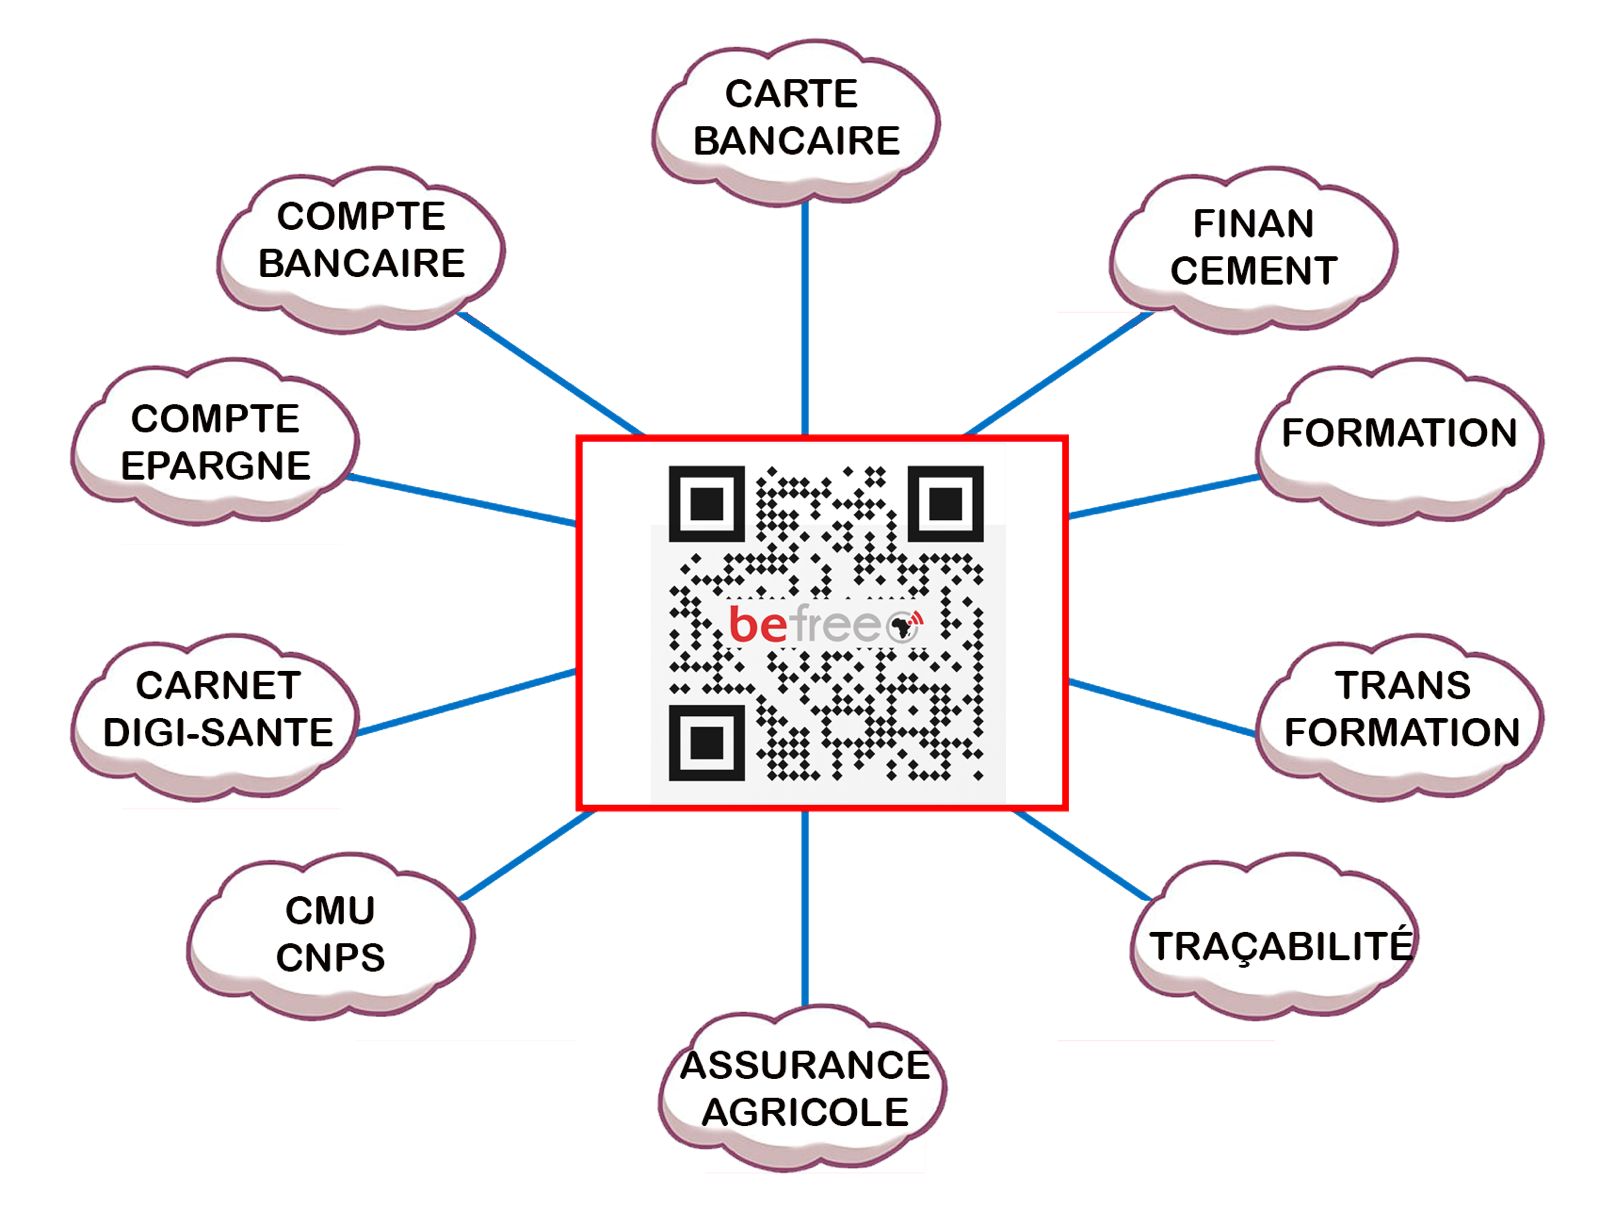 CARTE
BANCAIRE
COMPTE
BANCAIRE
FINAN
CEMENT
COMPTE
EPARGNE
FORMATION
befree
CARNET
DIGI-SANTE
TRANS
FORMATION
CMU
CNPS
TRAÇABILITÉ
ASSURANCE
AGRICOLE